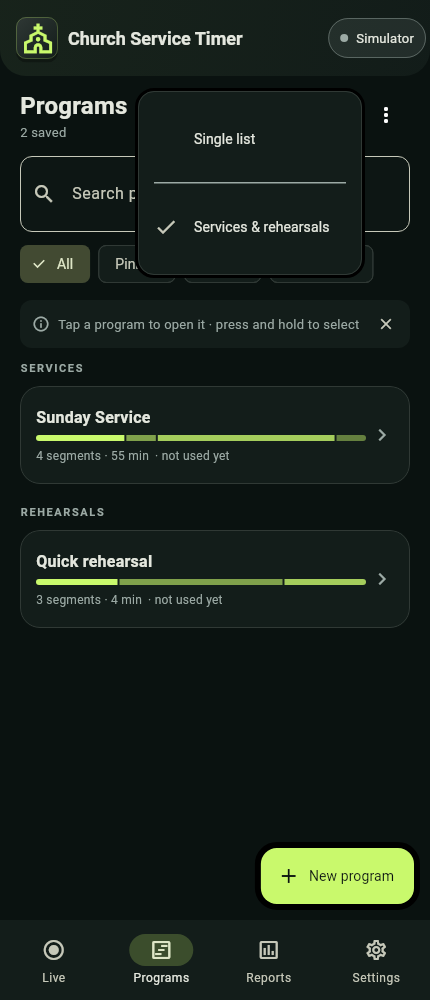 Church Service Timer
Simulator
Programs
2 saved
Single list
Services & rehearsals
Search
All
Tap a program to open it · press and hold to select
SERVICES
Sunday Service
4 segments · 55 min · not used yet
REHEARSALS
Quick rehearsal
3 segments · 4 min · not used yet
New program
Live
Programs
Reports
Settings